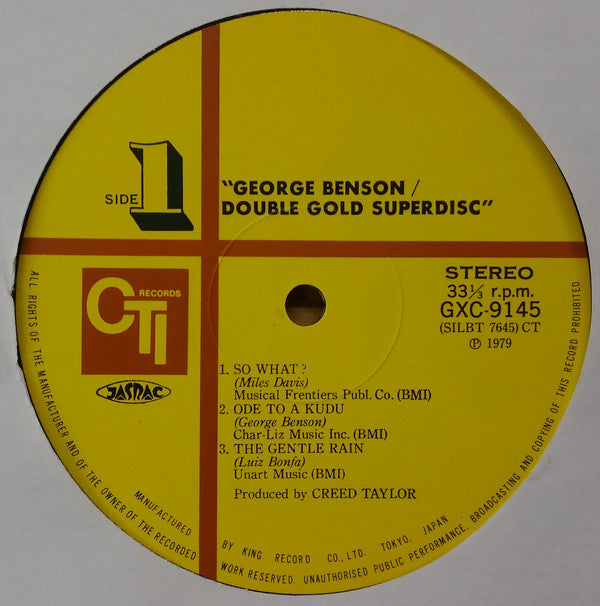 SIDE 1
"GEORGE BENSON /
DOUBLE GOLD SUPERDISC"
CTI RECORDS
JASRAC
STEREO
33⅓ r.p.m.
GXC-9145
(SILBT 7645) CT
Ⓟ 1979
1. SO WHAT?
(Miles Davis)
Musical Frentiers Publ. Co. (BMI)
2. ODE TO A KUDU
(George Benson)
Char-Liz Music Inc. (BMI)
3. THE GENTLE RAIN
(Luiz Bonfa)
Unart Music (BMI)
Produced by CREED TAYLOR
MANUFACTURED BY KING RECORD CO., LTD. TOKYO, JAPAN
ALL RIGHTS OF THE MANUFACTURER AND OF THE OWNER OF THE RECORDED WORK RESERVED. UNAUTHORISED PUBLIC PERFORMANCE, BROADCASTING AND COPYING OF THIS RECORD PROHIBITED